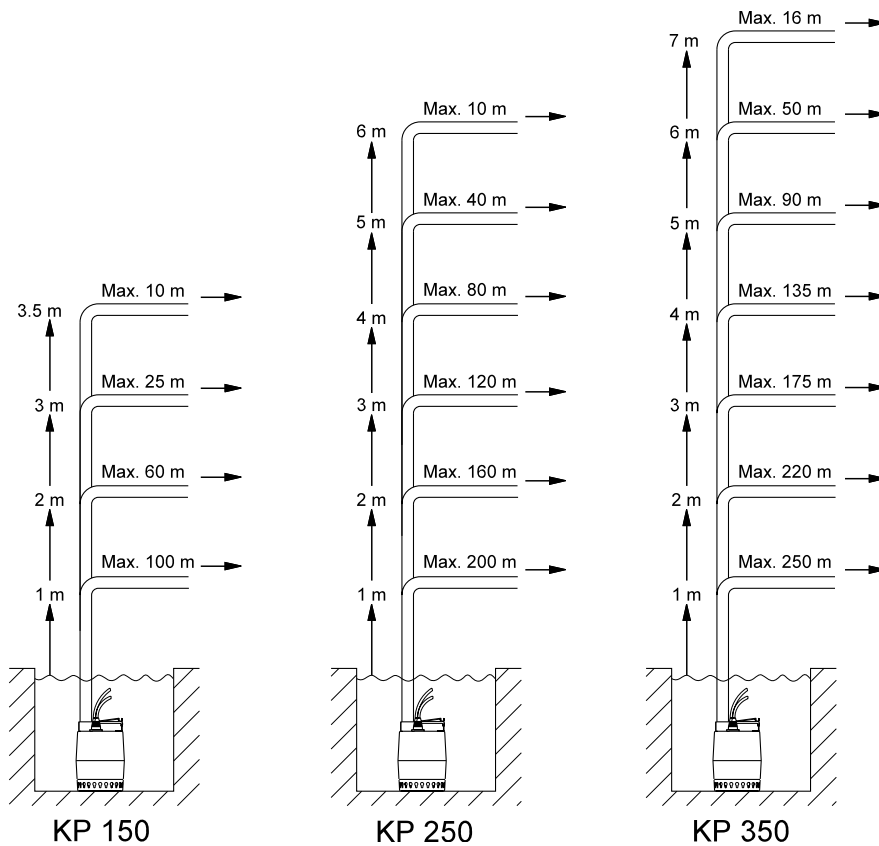 Max. 10 m
3.5 m
Max. 25 m
3 m
Max. 60 m
2 m
Max. 100 m
1 m
KP 150
Max. 10 m
6 m
Max. 40 m
5 m
Max. 80 m
4 m
Max. 120 m
3 m
Max. 160 m
2 m
Max. 200 m
1 m
KP 250
Max. 16 m
7 m
Max. 50 m
6 m
Max. 90 m
5 m
Max. 135 m
4 m
Max. 175 m
3 m
Max. 220 m
2 m
Max. 250 m
1 m
KP 350